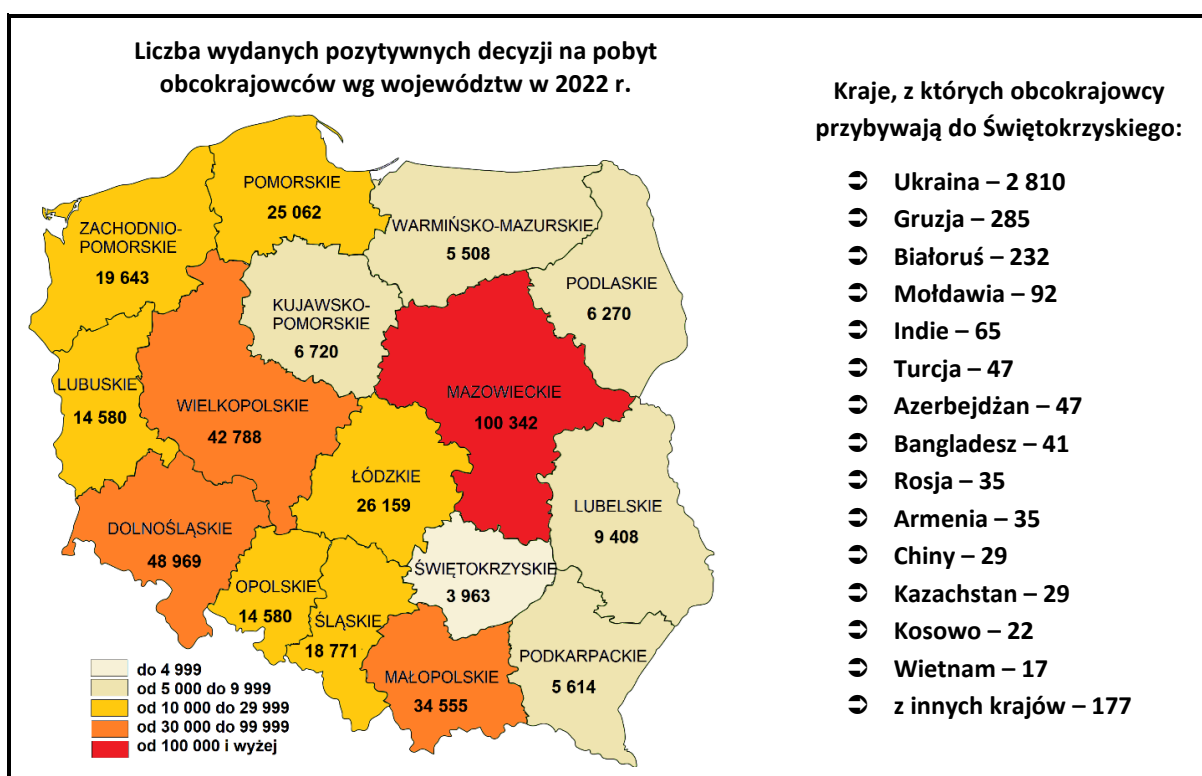 Liczba wydanych pozytywnych decyzji na pobyt
obcokrajowców wg województw w 2022 r.
POMORSKIE
25 062
ZACHODNIO-
POMORSKIE
19 643
WARMIŃSKO-MAZURSKIE
5 508
PODLASKIE
6 270
KUJAWSKO-
POMORSKIE
6 720
LUBUSKIE
14 580
WIELKOPOLSKIE
42 788
MAZOWIECKIE
100 342
ŁÓDZKIE
26 159
LUBELSKIE
9 408
DOLNOŚLĄSKIE
48 969
ŚWIĘTOKRZYSKIE
3 963
OPOLSKIE
14 580
ŚLĄSKIE
18 771
MAŁOPOLSKIE
34 555
PODKARPACKIE
5 614
do 4 999
od 5 000 do 9 999
od 10 000 do 29 999
od 30 000 do 99 999
od 100 000 i wyżej
Kraje, z których obcokrajowcy
przybywają do Świętokrzyskiego:
Ukraina – 2 810
Gruzja – 285
Białoruś – 232
Mołdawia – 92
Indie – 65
Turcja – 47
Azerbejdżan – 47
Bangladesz – 41
Rosja – 35
Armenia – 35
Chiny – 29
Kazachstan – 29
Kosowo – 22
Wietnam – 17
z innych krajów – 177